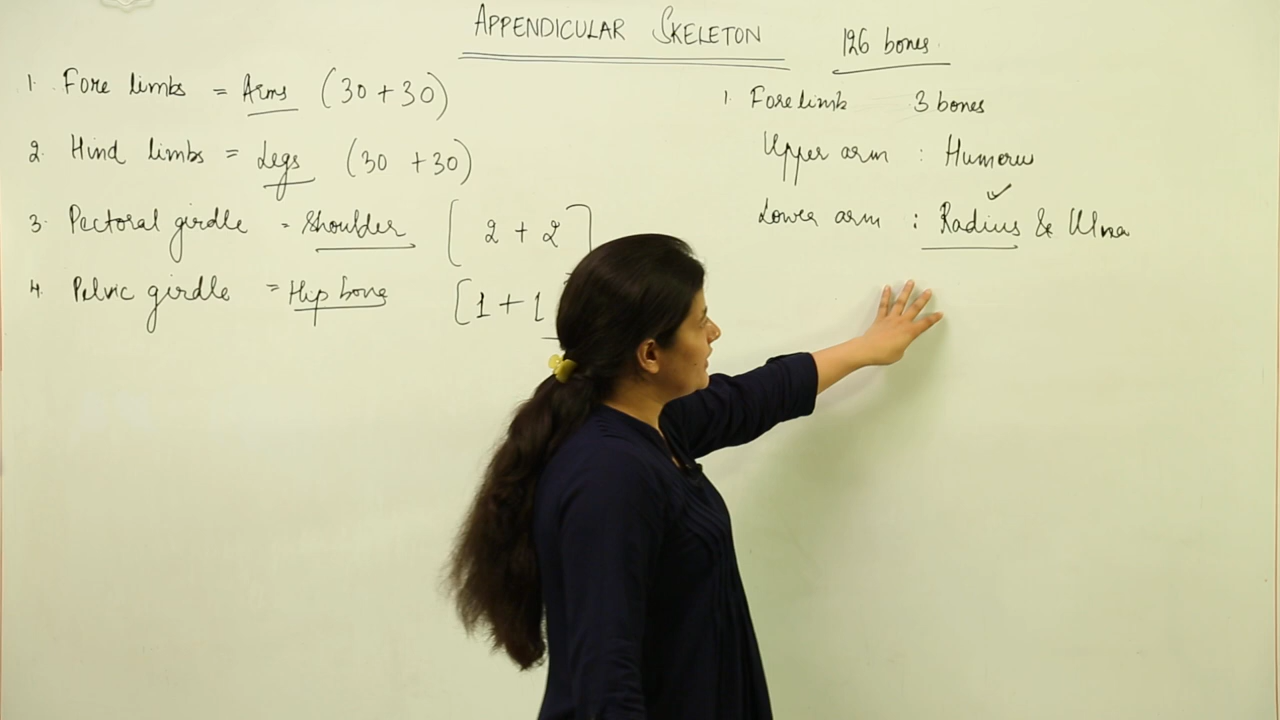 APPENDICULAR SKELETON
126 bones.
1. Fore limbs = Arms (30+30)
2. Hind limbs = Legs (30 +30)
3. Pectoral girdle = Shoulder [2 + 2]
4. Pelvic girdle = Hip bone [1 + 1
1. Forelimb 3 bones
Upper arm : Humerus
Lower arm : Radius ✓ & Ulna